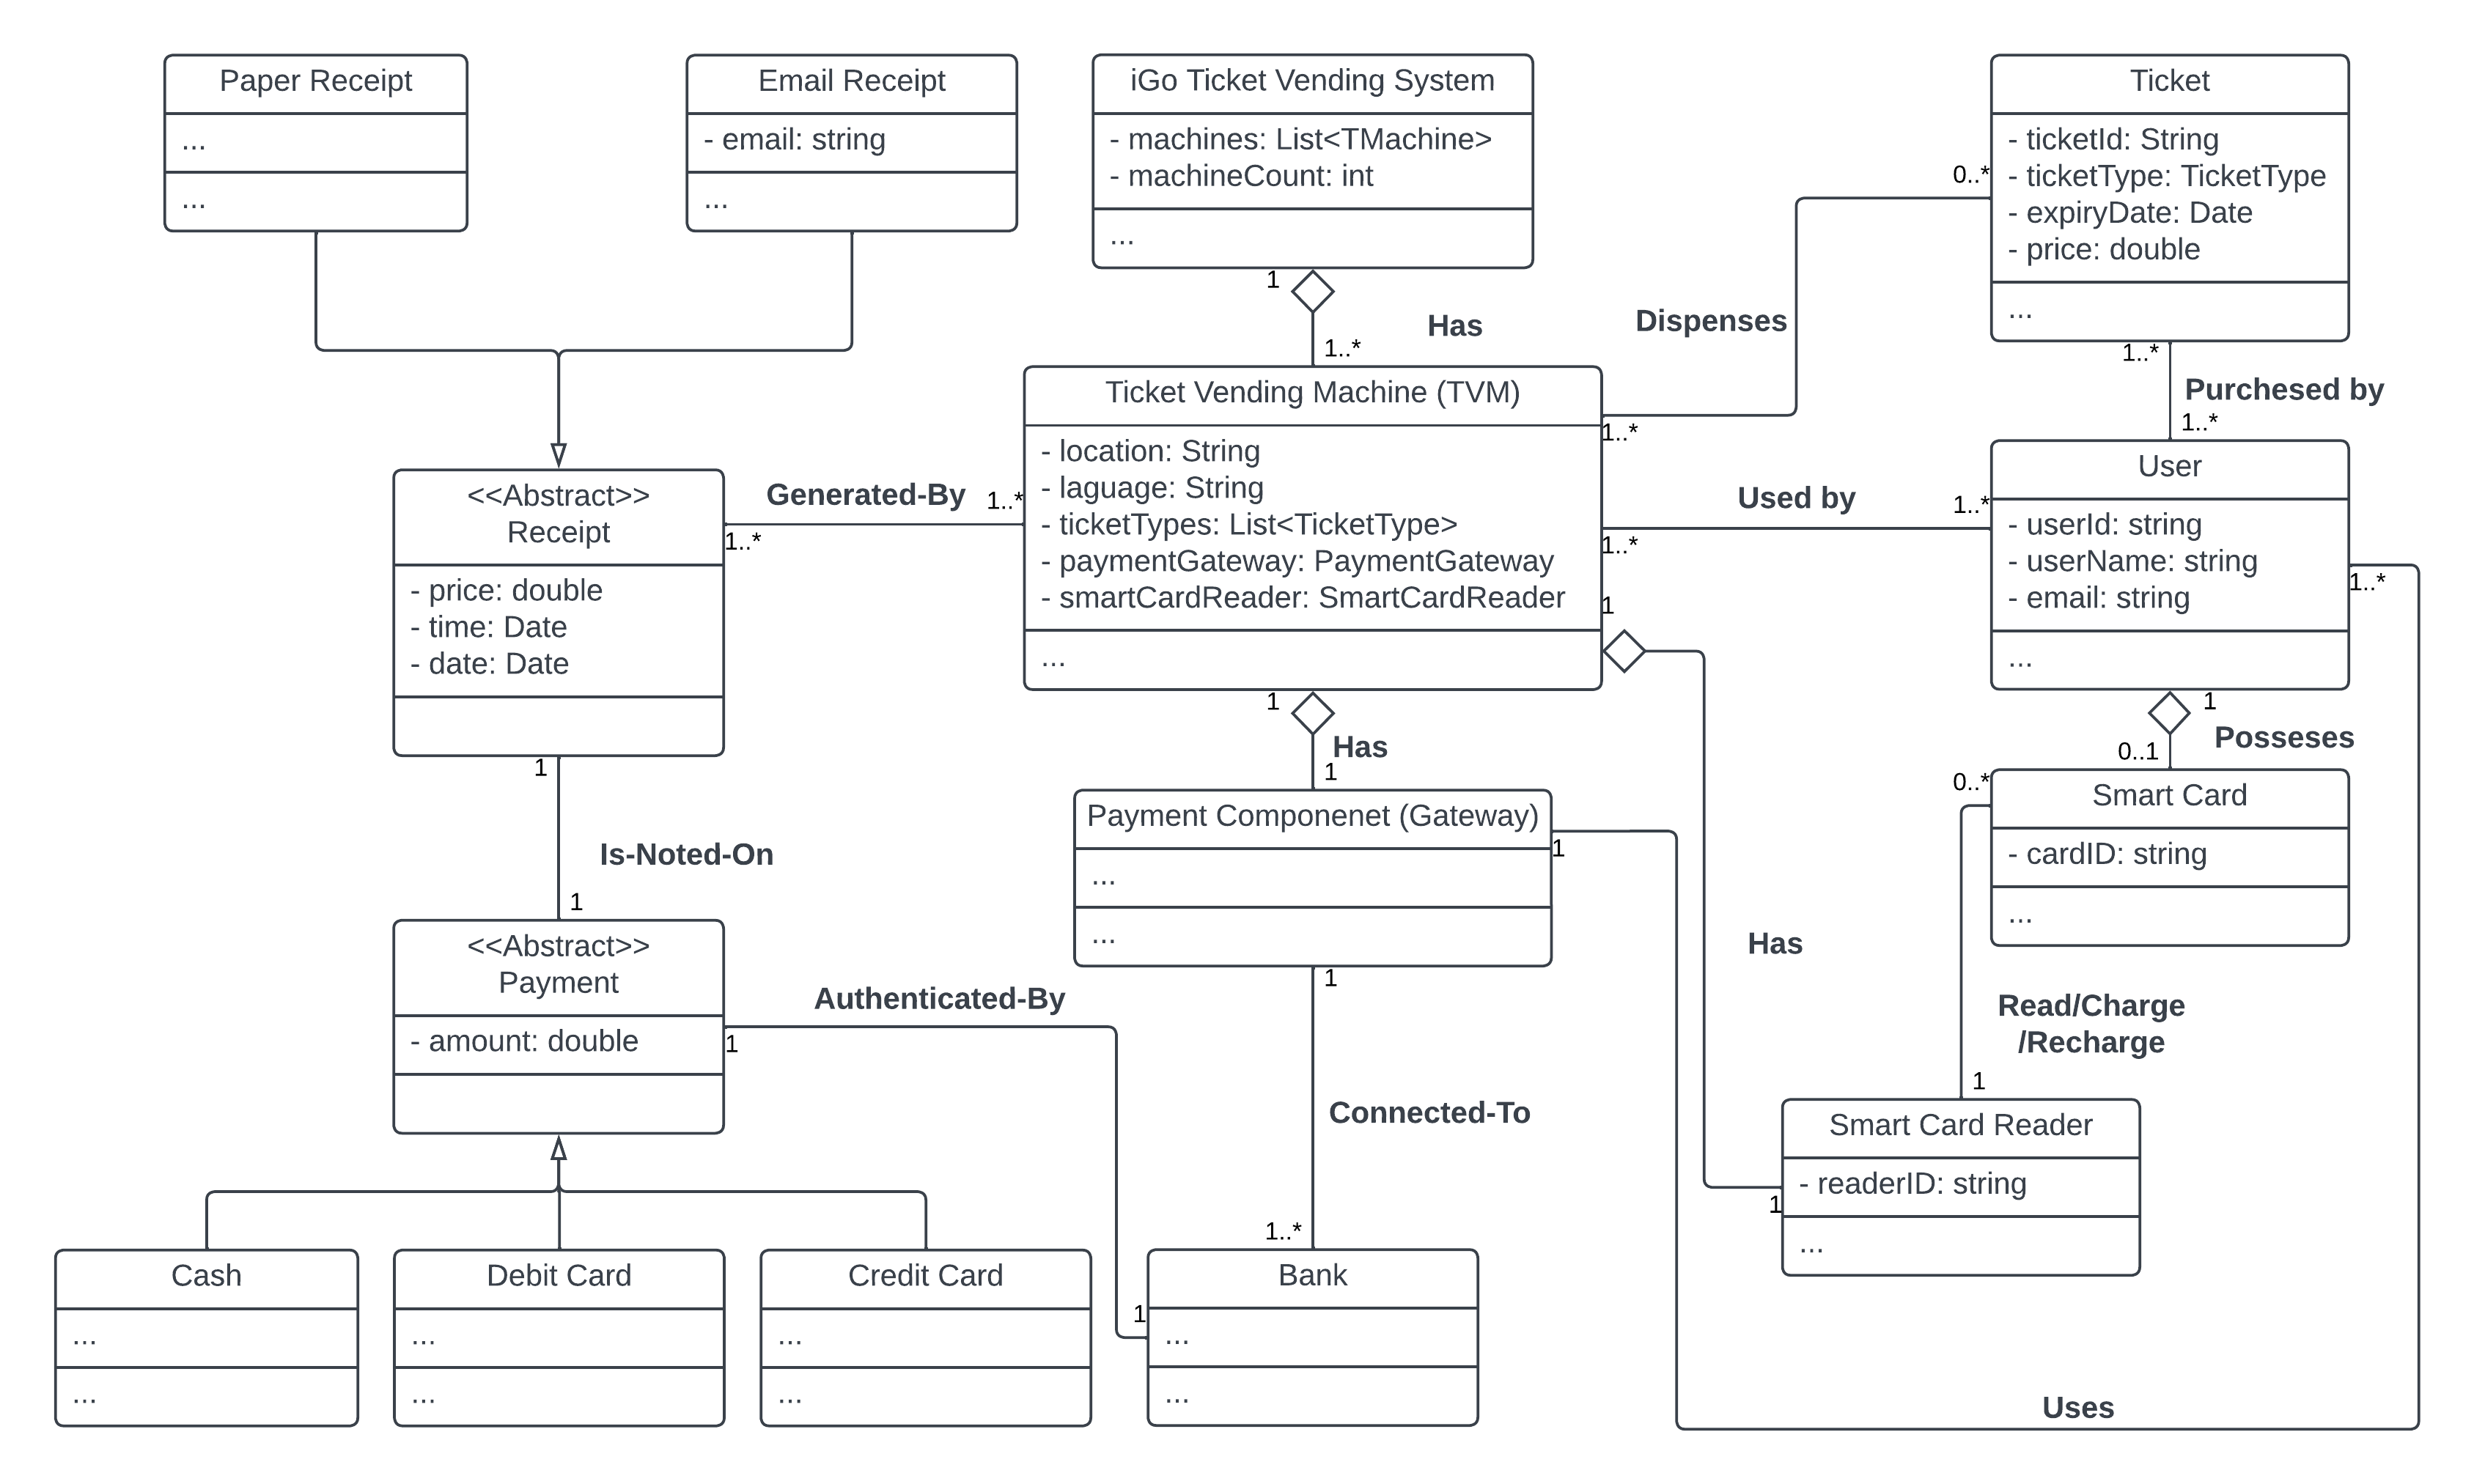 Paper Receipt
...
...
Email Receipt
- email: string
...
iGo Ticket Vending System
- machines: List<TMachine>
- machineCount: int
...
1
Has
1..*
Ticket
- ticketId: String
- ticketType: TicketType
- expiryDate: Date
- price: double
...
0..*
Dispenses
1..*
1..*
Purchesed by
1..*
<<Abstract>>
Receipt
- price: double
- time: Date
- date: Date
Generated-By
1..*
1..*
Ticket Vending Machine (TVM)
- location: String
- laguage: String
- ticketTypes: List<TicketType>
- paymentGateway: PaymentGateway
- smartCardReader: SmartCardReader
...
Used by
1..*
1..*
1
User
- userId: string
- userName: string
- email: string
...
1..*
1
Posseses
0..1
1
Has
1
Payment Componenet (Gateway)
...
...
1
1
0..*
Smart Card
- cardID: string
...
1
Is-Noted-On
1
<<Abstract>>
Payment
- amount: double
Authenticated-By
1
Has
Read/Charge
/Recharge
1
Connected-To
1..*
Smart Card Reader
- readerID: string
...
1
Cash
...
...
Debit Card
...
...
Credit Card
...
...
1
Bank
...
...
Uses